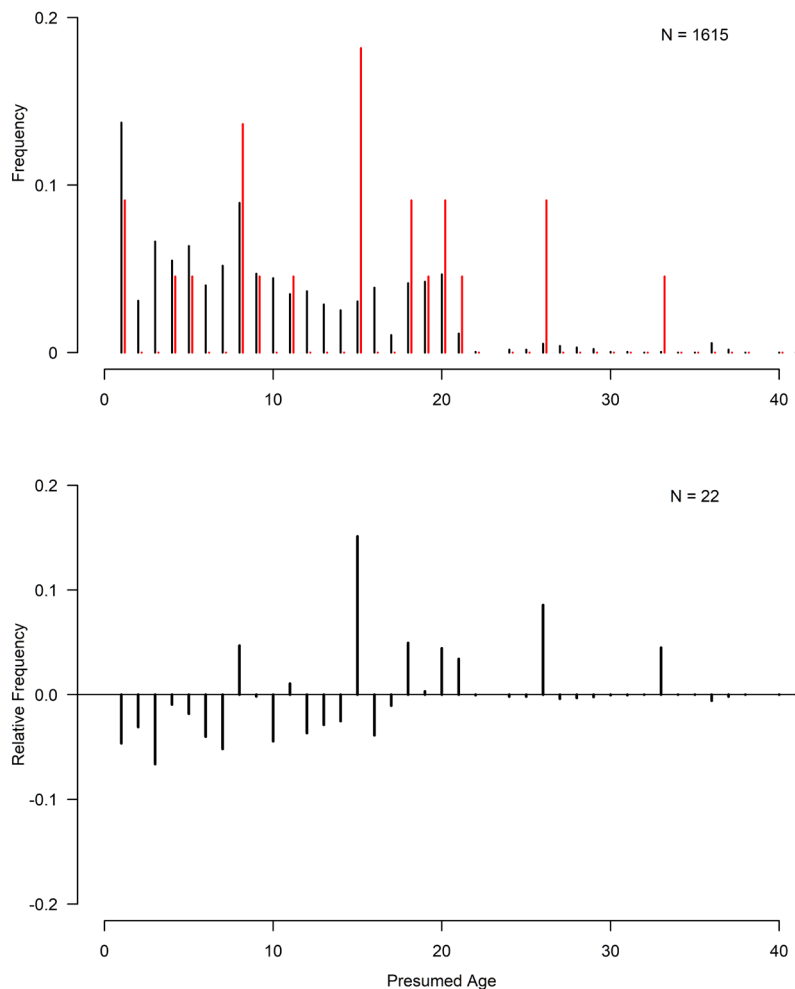 0.2
N = 1615
Frequency
0.1
0
0 10 20 30 40
0.2
N = 22
0.1
Relative Frequency
0.0
-0.1
-0.2
0 10 20 30 40
Presumed Age